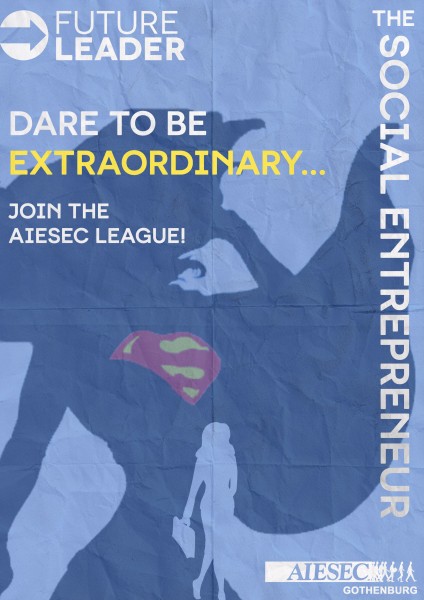 FUTURE
LEADER
DARE TO BE
EXTRAORDINARY...
JOIN THE
AIESEC LEAGUE!
THE SOCIAL ENTREPRENEUR
AIESEC
GOTHENBURG